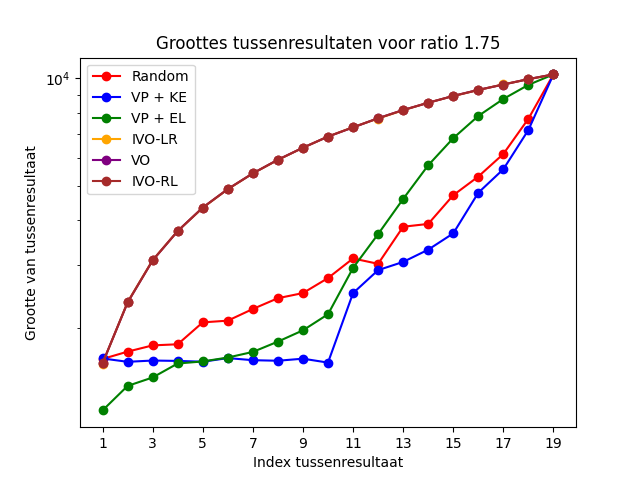 Groottes tussenresultaten voor ratio 1.75
Grootte van tussenresultaat
10⁴
Random
VP + KE
VP + EL
IVO-LR
VO
IVO-RL
1 3 5 7 9 11 13 15 17 19
Index tussenresultaat